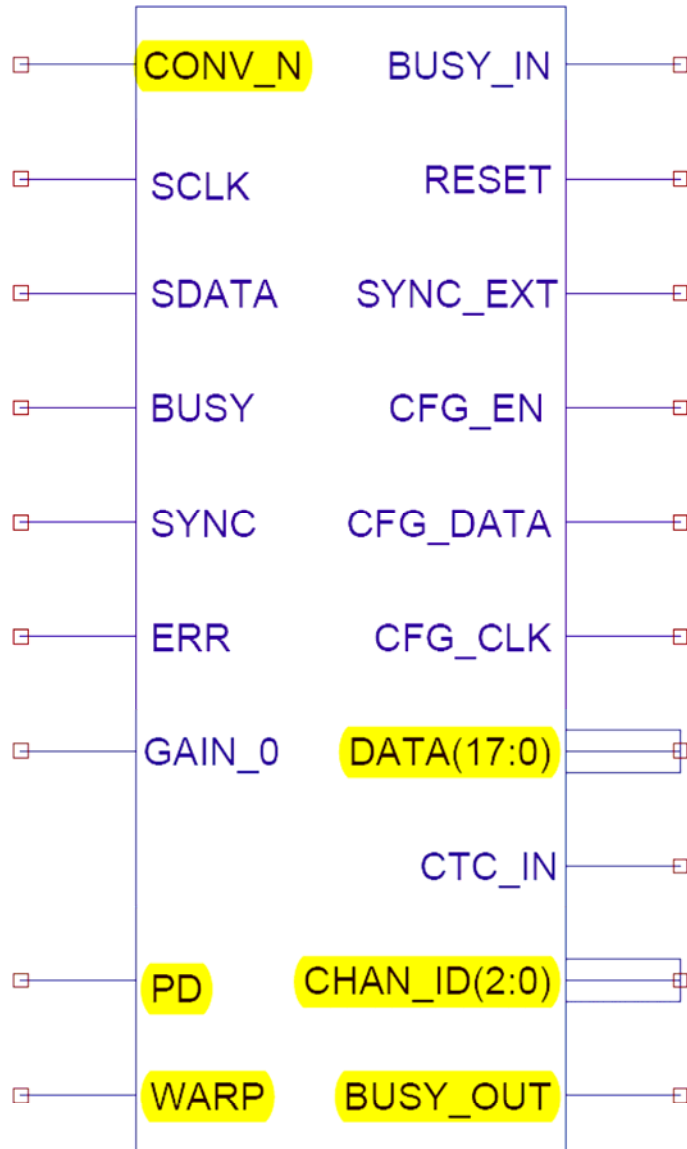 CONV_N BUSY_IN
SCLK RESET
SDATA SYNC_EXT
BUSY CFG_EN
SYNC CFG_DATA
ERR CFG_CLK
GAIN_0 DATA(17:0)
CTC_IN
PD CHAN_ID(2:0)
WARP BUSY_OUT